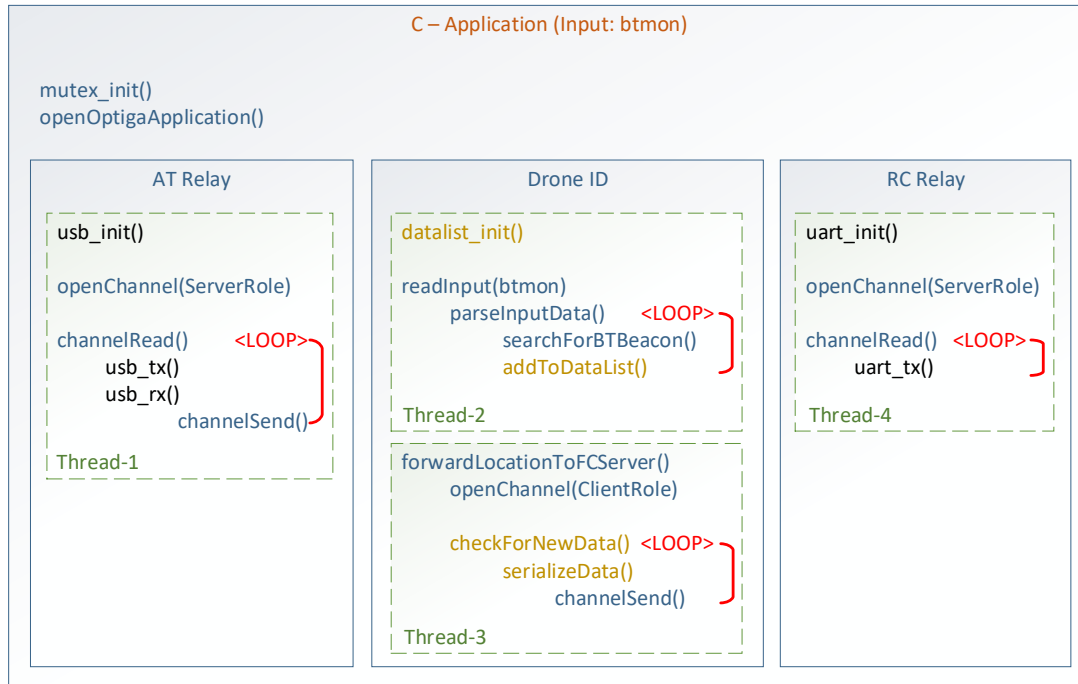 C – Application (Input: btmon)
mutex_init()
openOptigaApplication()
AT Relay
usb_init()
openChannel(ServerRole)
channelRead() <LOOP>
usb_tx()
usb_rx()
channelSend()
Thread-1
Drone ID
datalist_init()
readInput(btmon)
parseInputData() <LOOP>
searchForBTBeacon()
addToDataList()
Thread-2
forwardLocationToFCServer()
openChannel(ClientRole)
checkForNewData() <LOOP>
serializeData()
channelSend()
Thread-3
RC Relay
uart_init()
openChannel(ServerRole)
channelRead() <LOOP>
uart_tx()
Thread-4